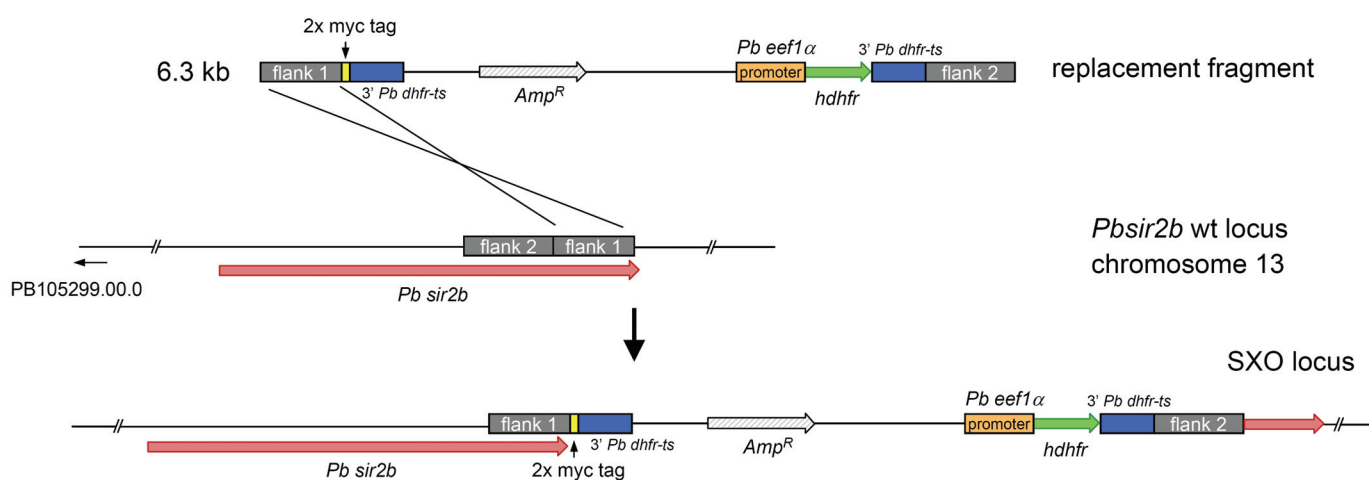 2x myc tag
6.3 kb
flank 1
3' Pb dhfr-ts
Amp^R
Pb eef1α
promoter
hdhfr
3' Pb dhfr-ts
flank 2
replacement fragment
PB105299.00.0
flank 2
flank 1
Pb sir2b
Pbsir2b wt locus
chromosome 13
SXO locus
flank 1
3' Pb dhfr-ts
Pb sir2b
2x myc tag
Amp^R
Pb eef1α
promoter
hdhfr
3' Pb dhfr-ts
flank 2